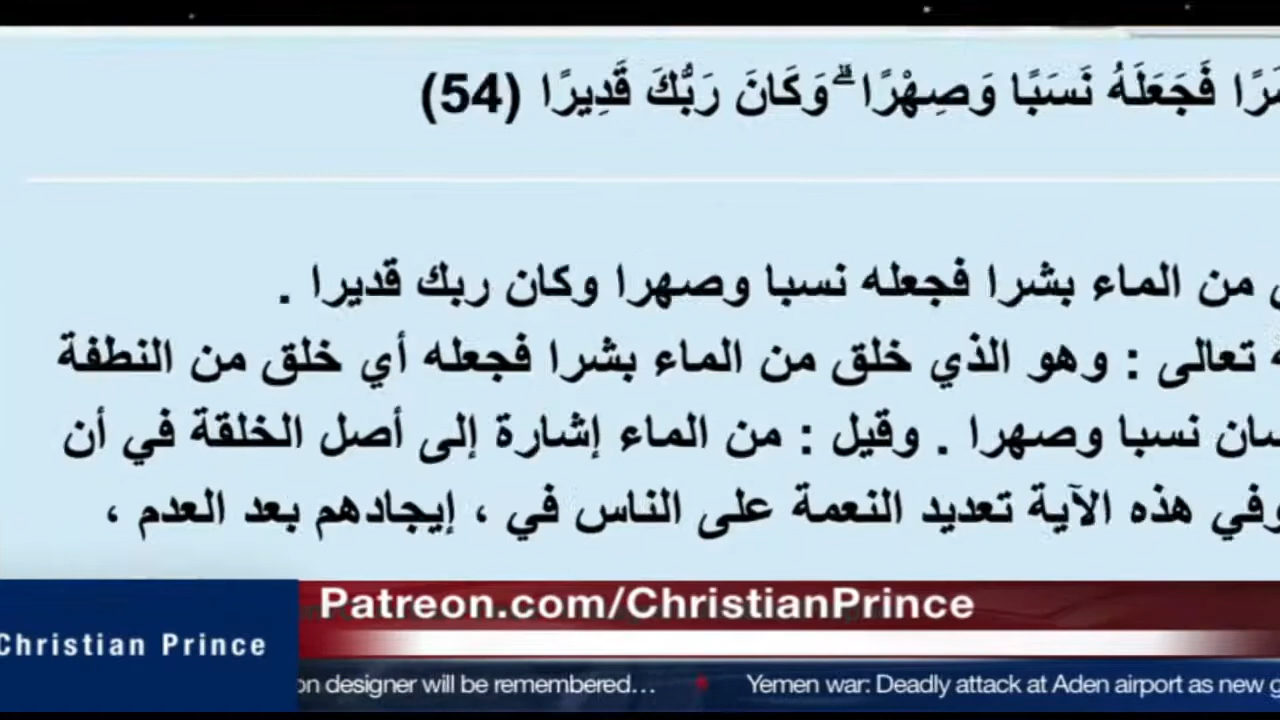 فَجَعَلَهُ نَسَبًا وَصِهْرًا ۗ وَكَانَ رَبُّكَ قَدِيرًا (54)
من الماء بشرا فجعله نسبا وصهرا وكان ربك قديرا .
تعالى : وهو الذي خلق من الماء بشرا فجعله أي خلق من النطفة
نسبا وصهرا . وقيل : من الماء إشارة إلى أصل الخلقة في أن
وفي هذه الآية تعديد النعمة على الناس في ، إيجادهم بعد العدم ،
Patreon.com/ChristianPrince
Christian Prince
on designer will be remembered… Yemen war: Deadly attack at Aden airport as new